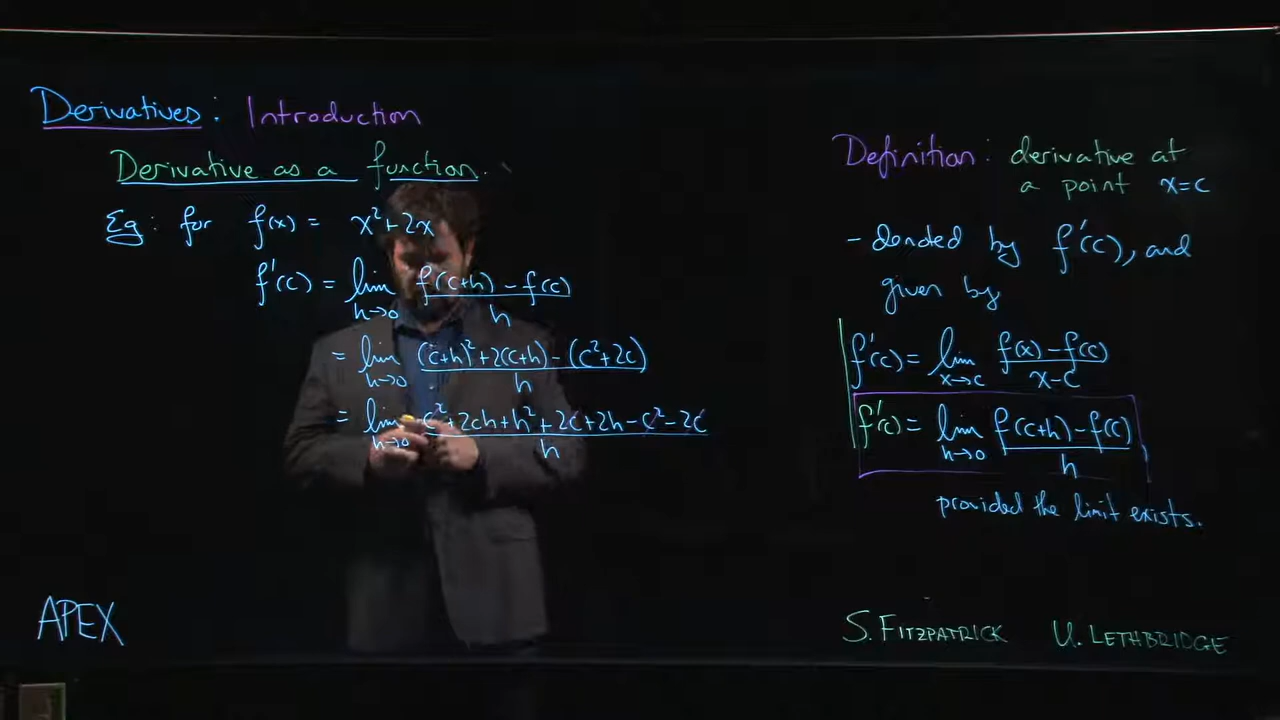 Derivatives: Introduction
Derivative as a function.
Eg: for f(x) = x²+2x
f'(c) = lim h→0 f(c+h) - f(c) / h
= lim h→0 (c+h)²+2(c+h) - (c²+2c) / h
= lim h→0 c²+2ch+h²+2c+2h-c²-2c / h
APEX
Definition: derivative at
a point x=c
- denoted by f'(c), and
given by
f'(c) = lim x→c f(x)-f(c) / x-c
f'(c) = lim h→0 f(c+h)-f(c) / h
provided the limit exists.
S. FITZPATRICK U. LETHBRIDGE